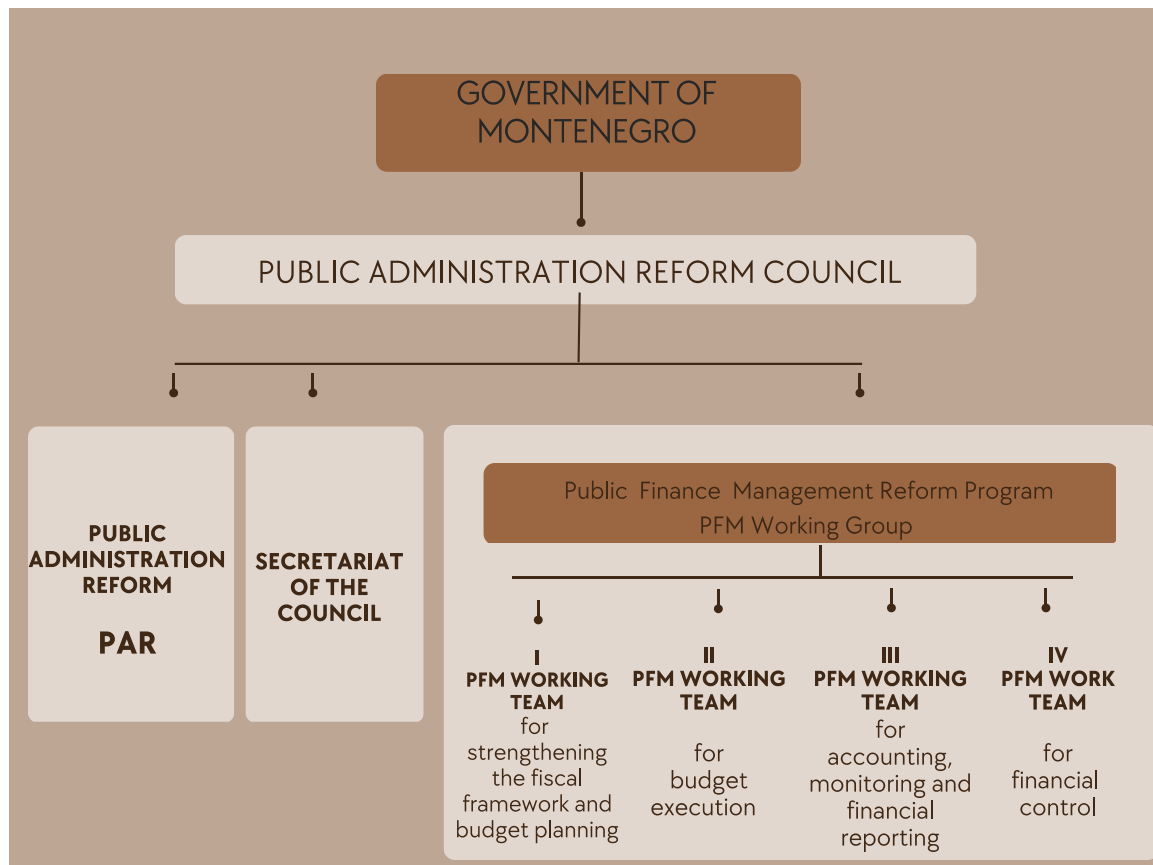 GOVERNMENT OF
MONTENEGRO
PUBLIC ADMINISTRATION REFORM COUNCIL
PUBLIC
ADMINISTRATION
REFORM
PAR
SECRETARIAT
OF THE
COUNCIL
Public Finance Management Reform Program
PFM Working Group
I
PFM WORKING
TEAM
for
strengthening
the fiscal
framework and
budget planning
II
PFM WORKING
TEAM
for
budget
execution
III
PFM WORKING
TEAM
for
accounting,
monitoring and
financial
reporting
IV
PFM WORK
TEAM
for
financial
control